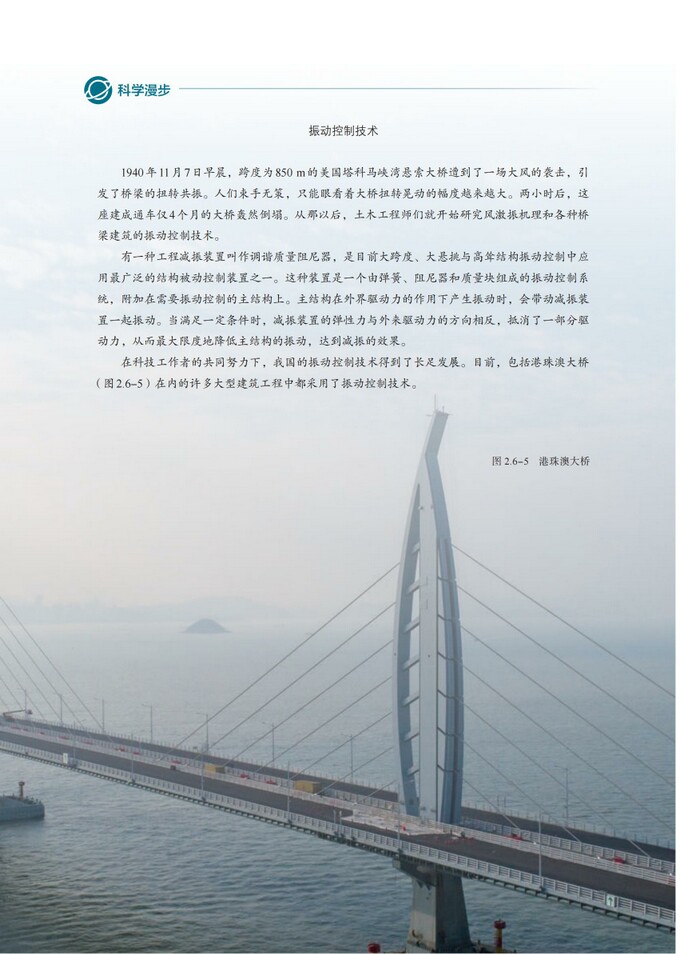 科学漫步
振动控制技术
1940年11月7日早晨，跨度为850 m的美国塔科马峡湾悬索大桥遭到了一场大风的袭击，引
发了桥梁的扭转共振。人们束手无策，只能眼看着大桥扭转晃动的幅度越来越大。两小时后，这
座建成通车仅4个月的大桥轰然倒塌。从那以后，土木工程师们就开始研究风激振机理和各种桥
梁建筑的振动控制技术。
有一种工程减振装置叫作调谐质量阻尼器，是目前大跨度、大悬挑与高耸结构振动控制中应
用最广泛的结构被动控制装置之一。这种装置是一个由弹簧、阻尼器和质量块组成的振动控制系
统，附加在需要振动控制的主结构上。主结构在外界驱动力的作用下产生振动时，会带动减振装
置一起振动。当满足一定条件时，减振装置的弹性力与外来驱动力的方向相反，抵消了一部分驱
动力，从而最大限度地降低主结构的振动，达到减振的效果。
在科技工作者的共同努力下，我国的振动控制技术得到了长足发展。目前，包括港珠澳大桥
（图2.6-5）在内的许多大型建筑工程中都采用了振动控制技术。
图 2.6-5 港珠澳大桥